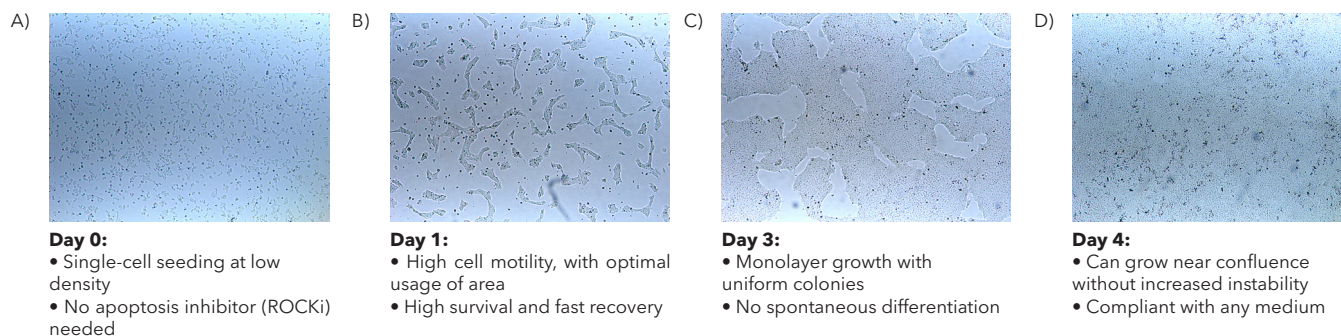 A)
B)
C)
D)
Day 0:
• Single-cell seeding at low
density
• No apoptosis inhibitor (ROCKi)
needed
Day 1:
• High cell motility, with optimal
usage of area
• High survival and fast recovery
Day 3:
• Monolayer growth with
uniform colonies
• No spontaneous differentiation
Day 4:
• Can grow near confluence
without increased instability
• Compliant with any medium